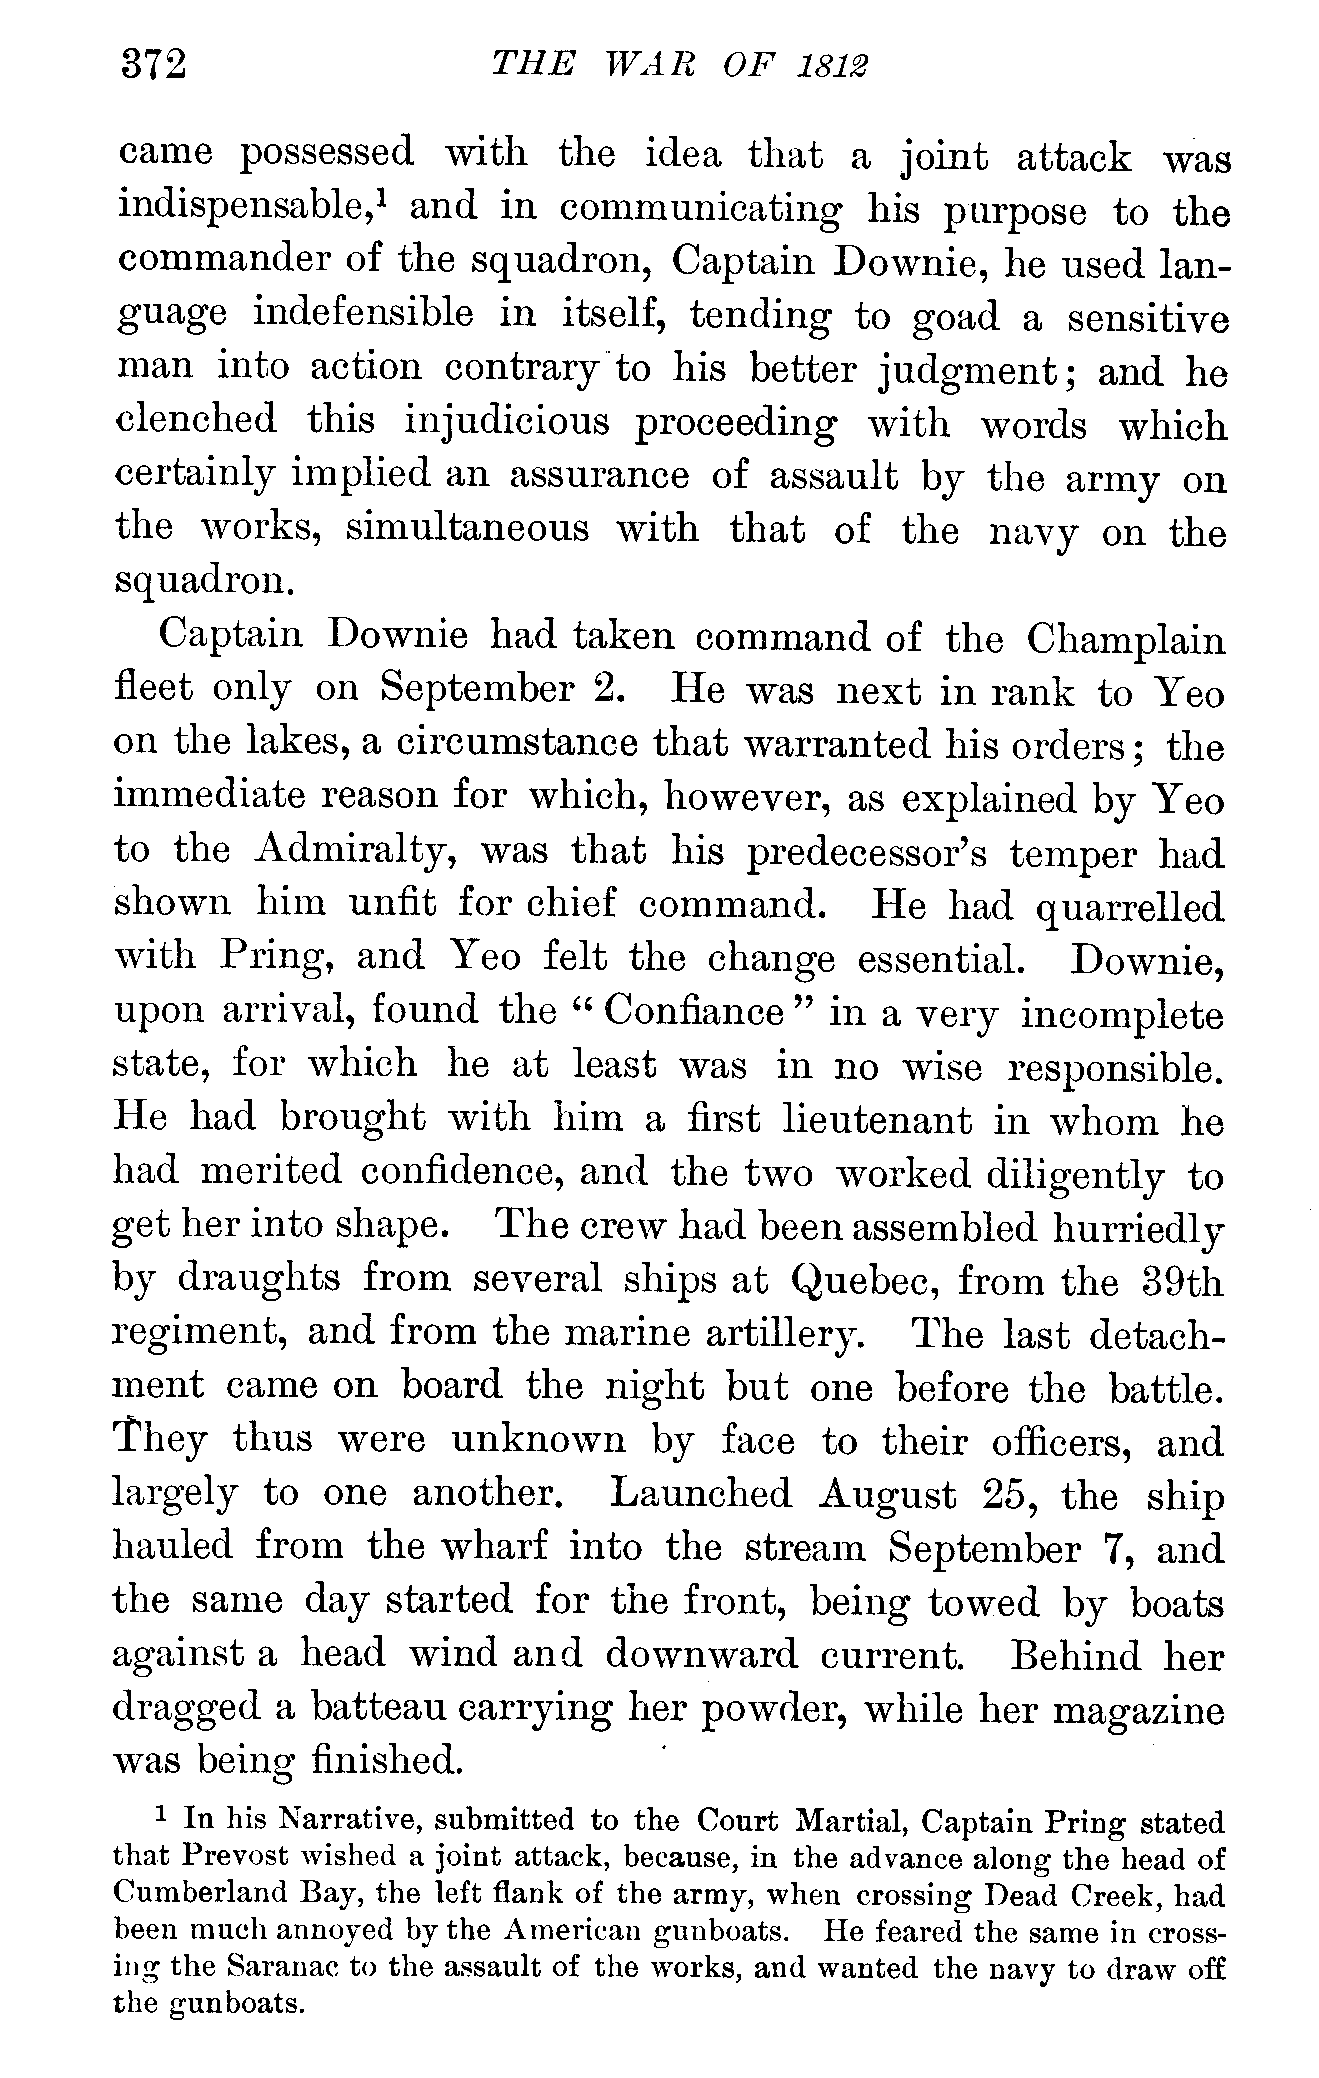 372 THE WAR OF 1812
came possessed with the idea that a joint attack was
indispensable,¹ and in communicating his purpose to the
commander of the squadron, Captain Downie, he used lan-
guage indefensible in itself, tending to goad a sensitive
man into action contrary to his better judgment; and he
clenched this injudicious proceeding with words which
certainly implied an assurance of assault by the army on
the works, simultaneous with that of the navy on the
squadron.
Captain Downie had taken command of the Champlain
fleet only on September 2. He was next in rank to Yeo
on the lakes, a circumstance that warranted his orders; the
immediate reason for which, however, as explained by Yeo
to the Admiralty, was that his predecessor's temper had
shown him unfit for chief command. He had quarrelled
with Pring, and Yeo felt the change essential. Downie,
upon arrival, found the "Confiance" in a very incomplete
state, for which he at least was in no wise responsible.
He had brought with him a first lieutenant in whom he
had merited confidence, and the two worked diligently to
get her into shape. The crew had been assembled hurriedly
by draughts from several ships at Quebec, from the 39th
regiment, and from the marine artillery. The last detach-
ment came on board the night but one before the battle.
They thus were unknown by face to their officers, and
largely to one another. Launched August 25, the ship
hauled from the wharf into the stream September 7, and
the same day started for the front, being towed by boats
against a head wind and downward current. Behind her
dragged a batteau carrying her powder, while her magazine
was being finished.
¹ In his Narrative, submitted to the Court Martial, Captain Pring stated
that Prevost wished a joint attack, because, in the advance along the head of
Cumberland Bay, the left flank of the army, when crossing Dead Creek, had
been much annoyed by the American gunboats. He feared the same in cross-
ing the Saranac to the assault of the works, and wanted the navy to draw off
the gunboats.